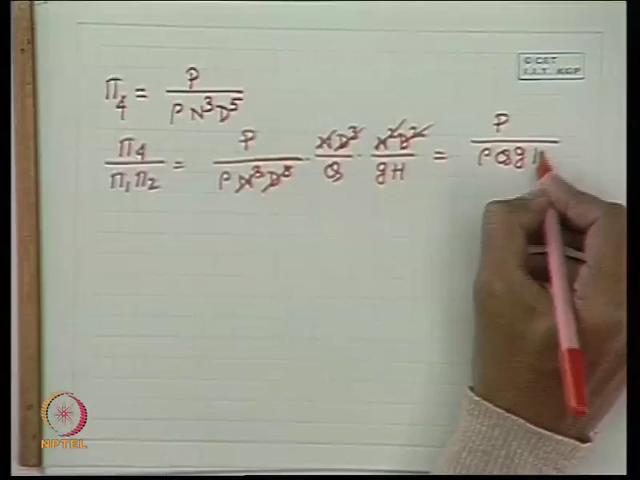 ©CET
I.I.T. KGP
Π₄ = P / ρN³D⁵
Π₄ / Π₁Π₂ = P / ρN³D⁵ · ND³ / Q · N²D² / gH = P / ρQgH
NPTEL